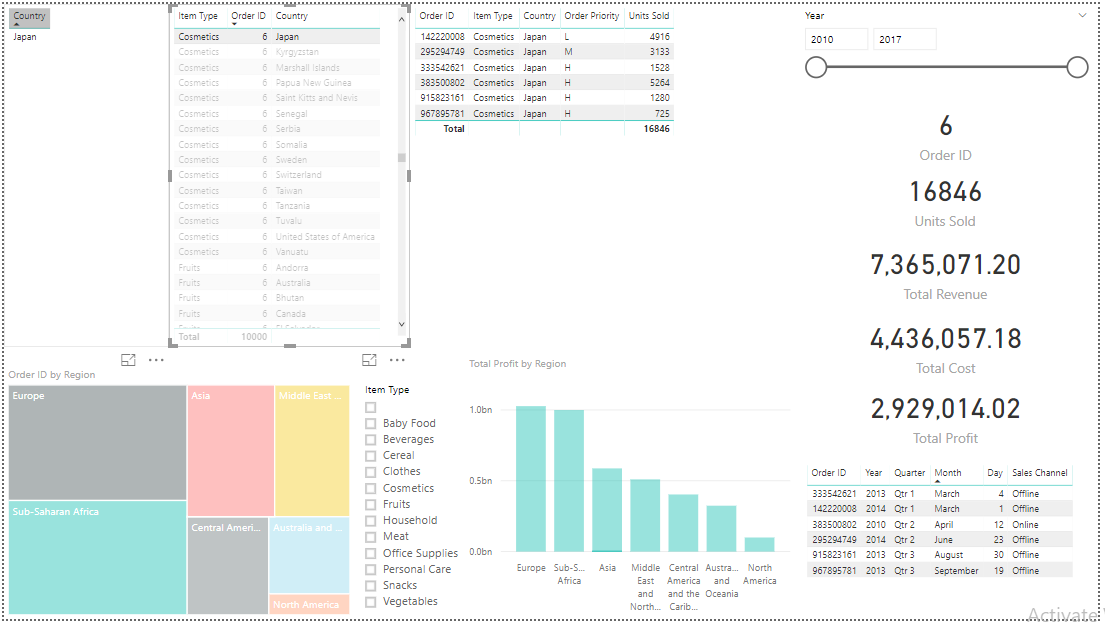 Country
Japan
Item Type Order ID Country
Cosmetics 6 Japan
Cosmetics 6 Kyrgyzstan
Cosmetics 6 Marshall Islands
Cosmetics 6 Papua New Guinea
Cosmetics 6 Saint Kitts and Nevis
Cosmetics 6 Senegal
Cosmetics 6 Serbia
Cosmetics 6 Somalia
Cosmetics 6 Sweden
Cosmetics 6 Switzerland
Cosmetics 6 Taiwan
Cosmetics 6 Tanzania
Cosmetics 6 Tuvalu
Cosmetics 6 United States of America
Cosmetics 6 Vanuatu
Fruits 6 Andorra
Fruits 6 Australia
Fruits 6 Bhutan
Fruits 6 Canada
Fruits 6 El Salvador
Total 10000
Order ID Item Type Country Order Priority Units Sold
142220008 Cosmetics Japan L 4916
295294749 Cosmetics Japan M 3133
333542621 Cosmetics Japan H 1528
383500802 Cosmetics Japan H 5264
915823161 Cosmetics Japan H 1280
967895781 Cosmetics Japan H 725
Total 16846
Year
2010 2017
6
Order ID
16846
Units Sold
7,365,071.20
Total Revenue
4,436,057.18
Total Cost
2,929,014.02
Total Profit
Order ID by Region
Europe
Asia
Middle East ...
Sub-Saharan Africa
Central Ameri...
Australia and ...
North America
Item Type
Baby Food
Beverages
Cereal
Clothes
Cosmetics
Fruits
Household
Meat
Office Supplies
Personal Care
Snacks
Vegetables
Total Profit by Region
1.0bn
0.5bn
0.0bn
Europe
Sub-S...
Africa
Asia
Middle
East
and
North...
Central
America
and the
Carib...
Austra...
and
Oceania
North
America
Order ID Year Quarter Month Day Sales Channel
333542621 2013 Qtr 1 March 4 Offline
142220008 2014 Qtr 1 March 1 Offline
383500802 2010 Qtr 2 April 12 Online
295294749 2014 Qtr 2 June 23 Offline
915823161 2013 Qtr 3 August 30 Offline
967895781 2013 Qtr 3 September 19 Offline
Activate